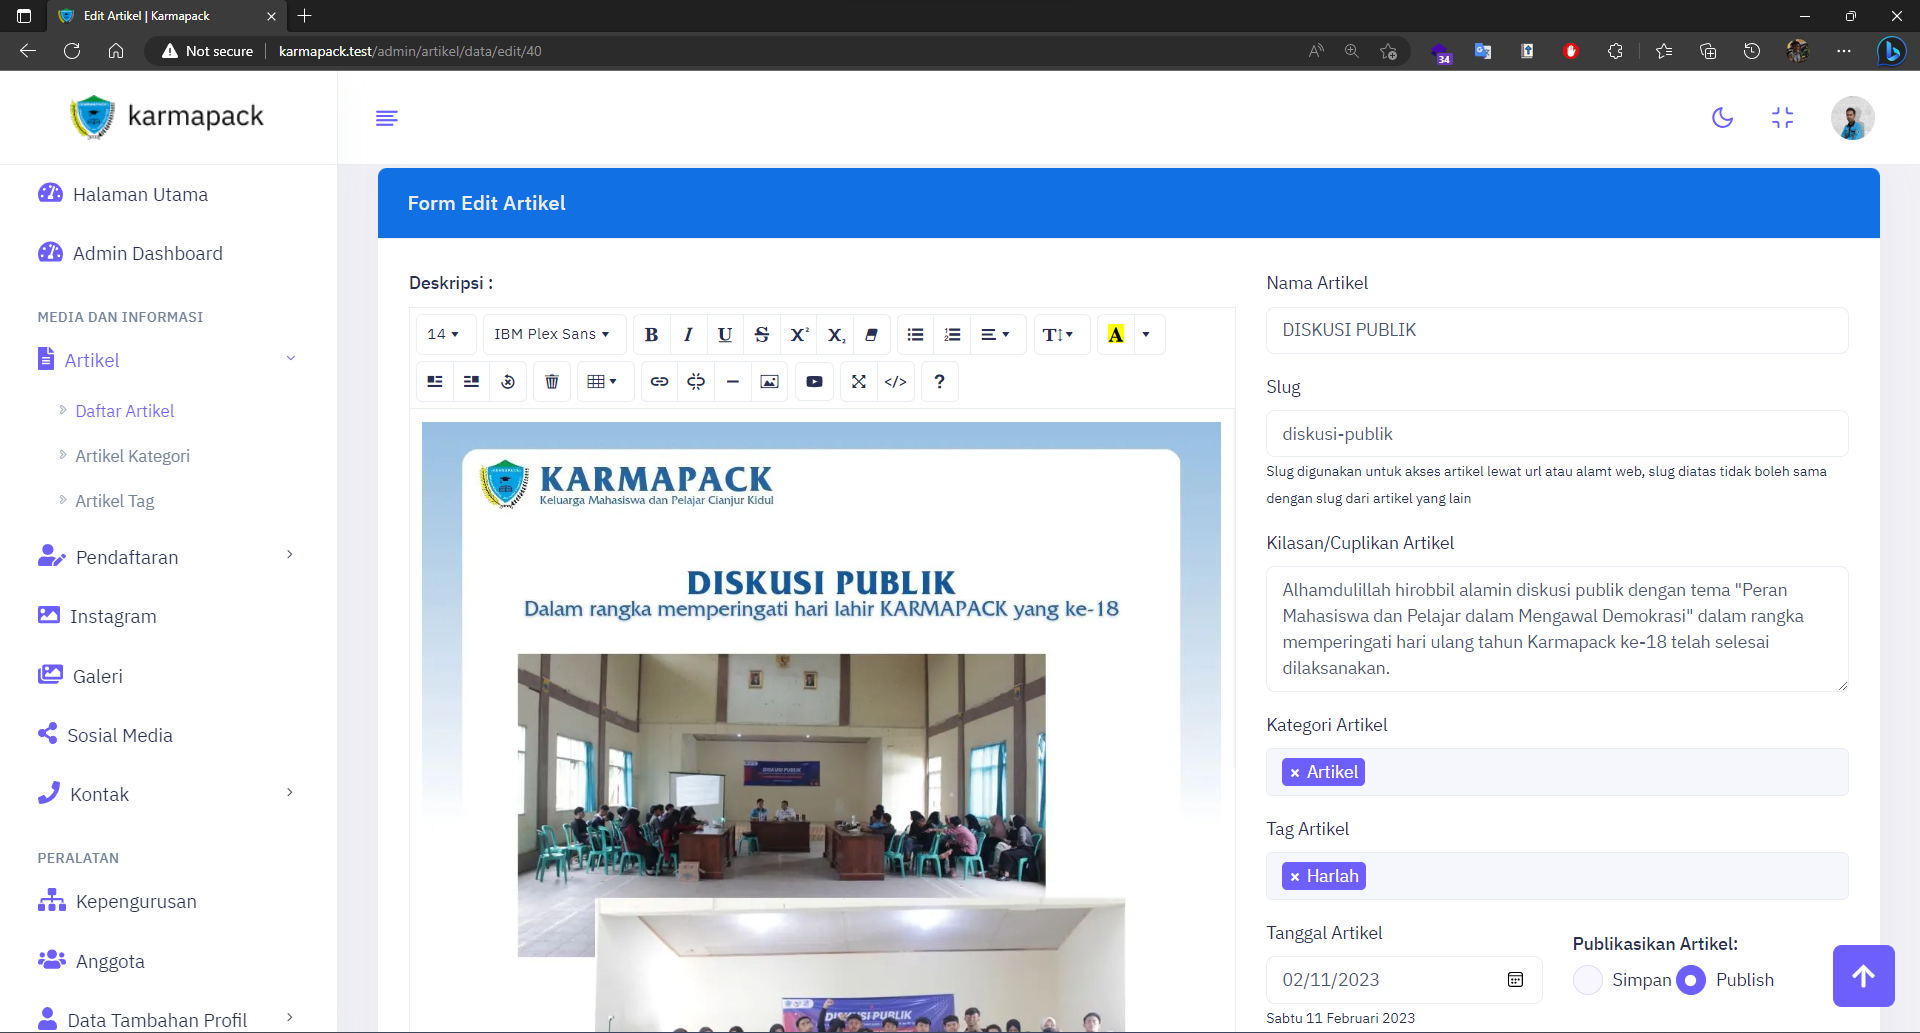 Edit Artikel | Karmapack
Not secure
karmapack.test/admin/artikel/data/edit/40
34
karmapack
Halaman Utama
Admin Dashboard
MEDIA DAN INFORMASI
Artikel
Daftar Artikel
Artikel Kategori
Artikel Tag
Pendaftaran
Instagram
Galeri
Sosial Media
Kontak
PERALATAN
Kepengurusan
Anggota
Data Tambahan Profil
Form Edit Artikel
Deskripsi :
14
IBM Plex Sans
B I U S X² X₂
T
A
</>
?
KARMAPACK
Keluarga Mahasiswa dan Pelajar Cianjur Kidul
DISKUSI PUBLIK
Dalam rangka memperingati hari lahir KARMAPACK yang ke-18
DISKUSI PUBLIK
DISKUSI PUBLIK
Nama Artikel
DISKUSI PUBLIK
Slug
diskusi-publik
Slug digunakan untuk akses artikel lewat url atau alamt web, slug diatas tidak boleh sama
dengan slug dari artikel yang lain
Kilasan/Cuplikan Artikel
Alhamdulillah hirobbil alamin diskusi publik dengan tema "Peran
Mahasiswa dan Pelajar dalam Mengawal Demokrasi" dalam rangka
memperingati hari ulang tahun Karmapack ke-18 telah selesai
dilaksanakan.
Kategori Artikel
× Artikel
Tag Artikel
× Harlah
Tanggal Artikel
02/11/2023
Sabtu 11 Februari 2023
Publikasikan Artikel:
Simpan
Publish